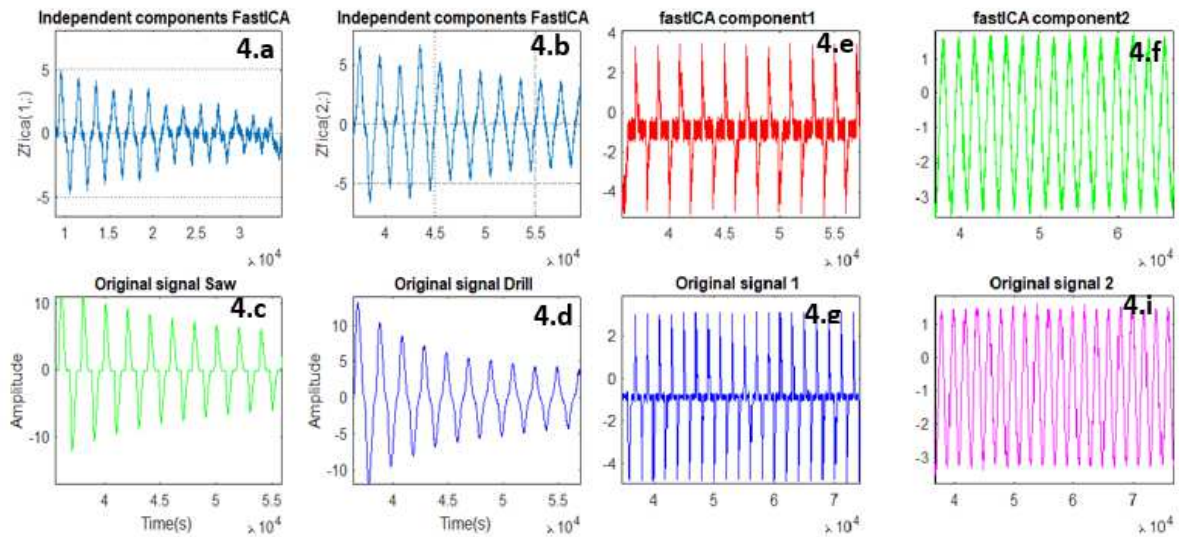 Independent components FastICA
4.a
Zfica(1,:)
5
0
-5
1 1.5 2 2.5 3
λ 10^4
Independent components FastICA
4.b
Zfica(2,:)
5
0
-5
4 4.5 5 5.5
λ 10^4
fastICA component1
4.e
4
2
0
-2
-4
4 4.5 5 5.5
λ 10^4
fastICA component2
4.f
1
0
-1
-2
-3
4 5 6
λ 10^4
Original signal Saw
4.c
Amplitude
10
0
-10
4 4.5 5 5.5
Time(s)
λ 10^4
Original signal Drill
4.d
Amplitude
10
5
0
-5
-10
4 4.5 5 5.5
Time(s)
λ 10^4
Original signal 1
4.g
2
0
-2
-4
4 5 6 7
λ 10^4
Original signal 2
4.i
1
0
-1
-2
-3
4 5 6 7
λ 10^4